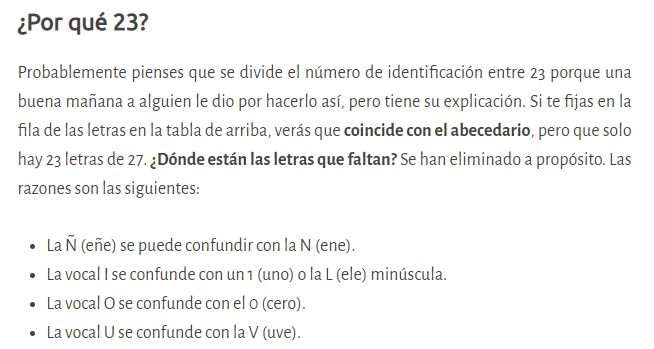 ¿Por qué 23?
Probablemente pienses que se divide el número de identificación entre 23 porque una
buena mañana a alguien le dio por hacerlo así, pero tiene su explicación. Si te fijas en la
fila de las letras en la tabla de arriba, verás que coincide con el abecedario, pero que solo
hay 23 letras de 27. ¿Dónde están las letras que faltan? Se han eliminado a propósito. Las
razones son las siguientes:
• La Ñ (eñe) se puede confundir con la N (ene).
• La vocal I se confunde con un 1 (uno) o la L (ele) minúscula.
• La vocal O se confunde con el 0 (cero).
• La vocal U se confunde con la V (uve).